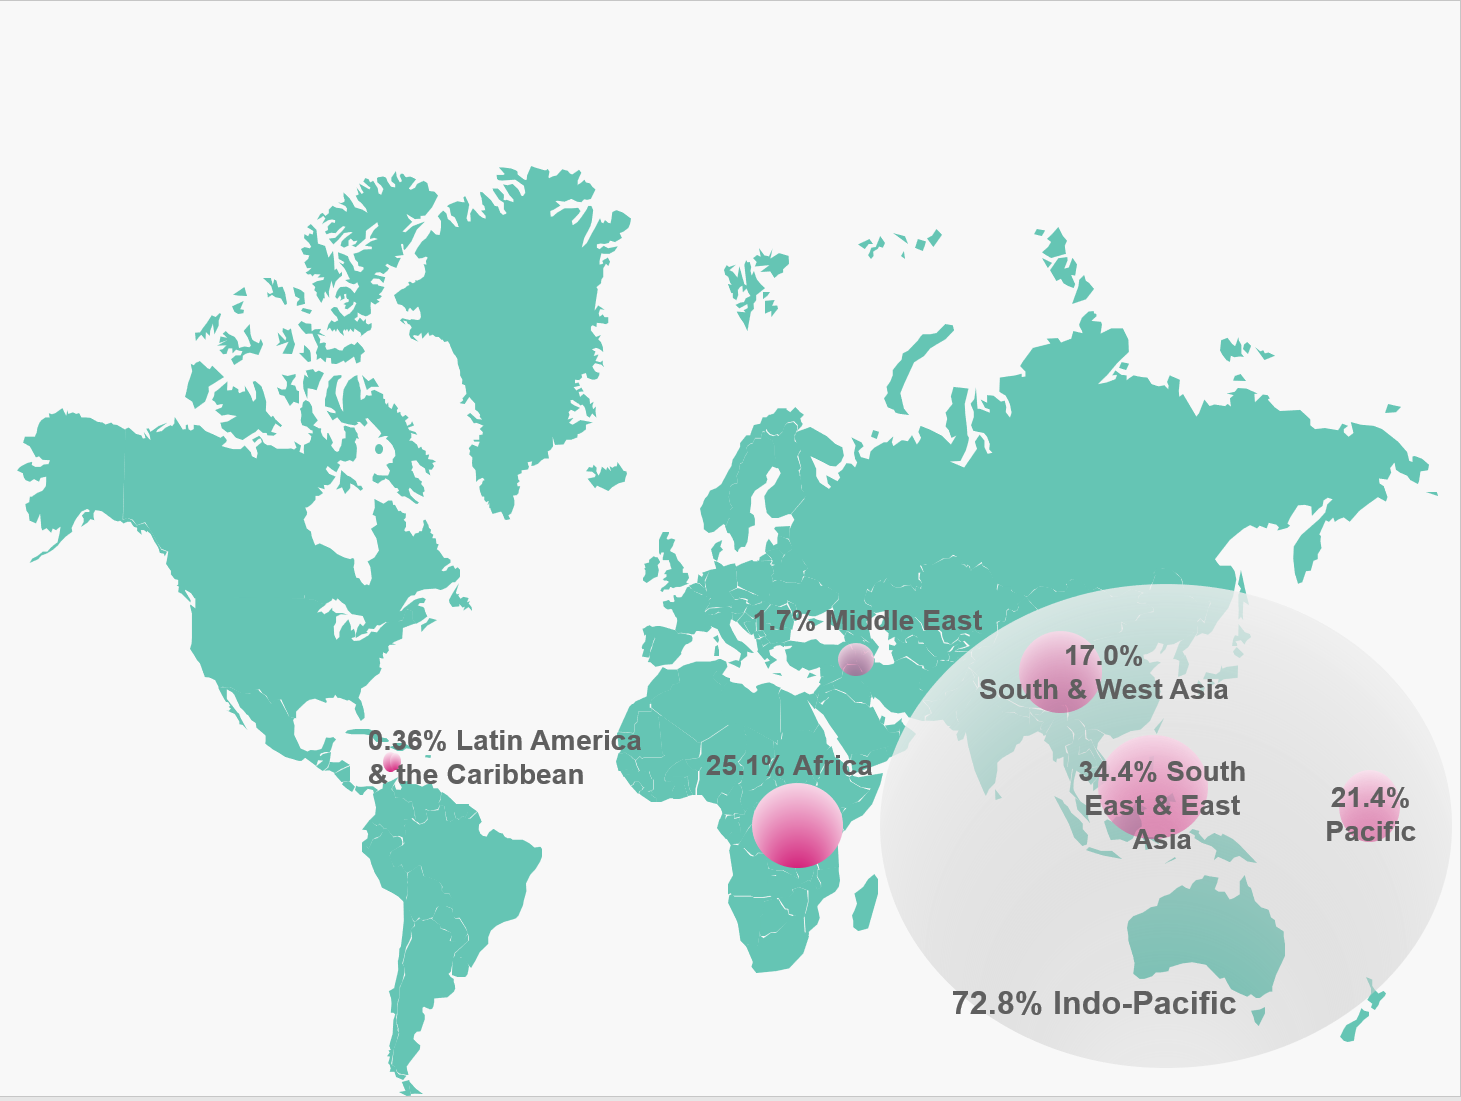 1.7% Middle East
17.0%
South & West Asia
0.36% Latin America
& the Caribbean
25.1% Africa
34.4% South
East & East
Asia
21.4%
Pacific
72.8% Indo-Pacific